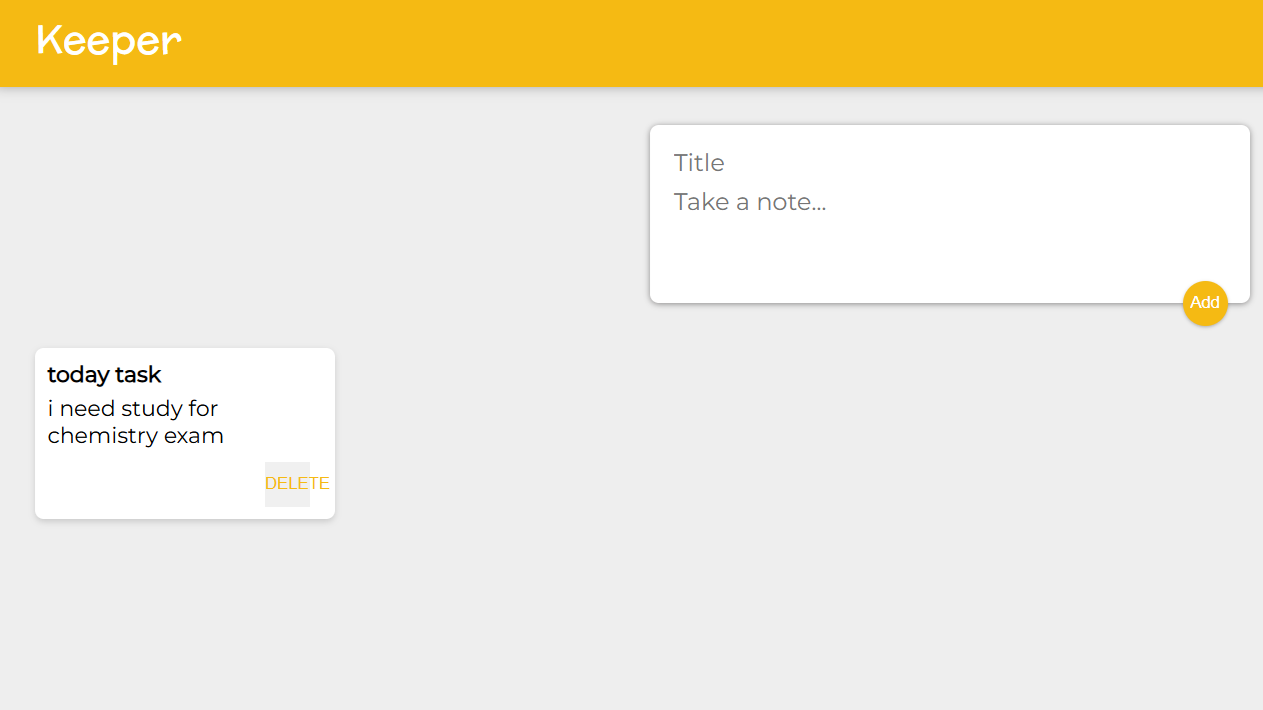 Keeper
Title
Take a note...
Add
today task
i need study for
chemistry exam
DELETE